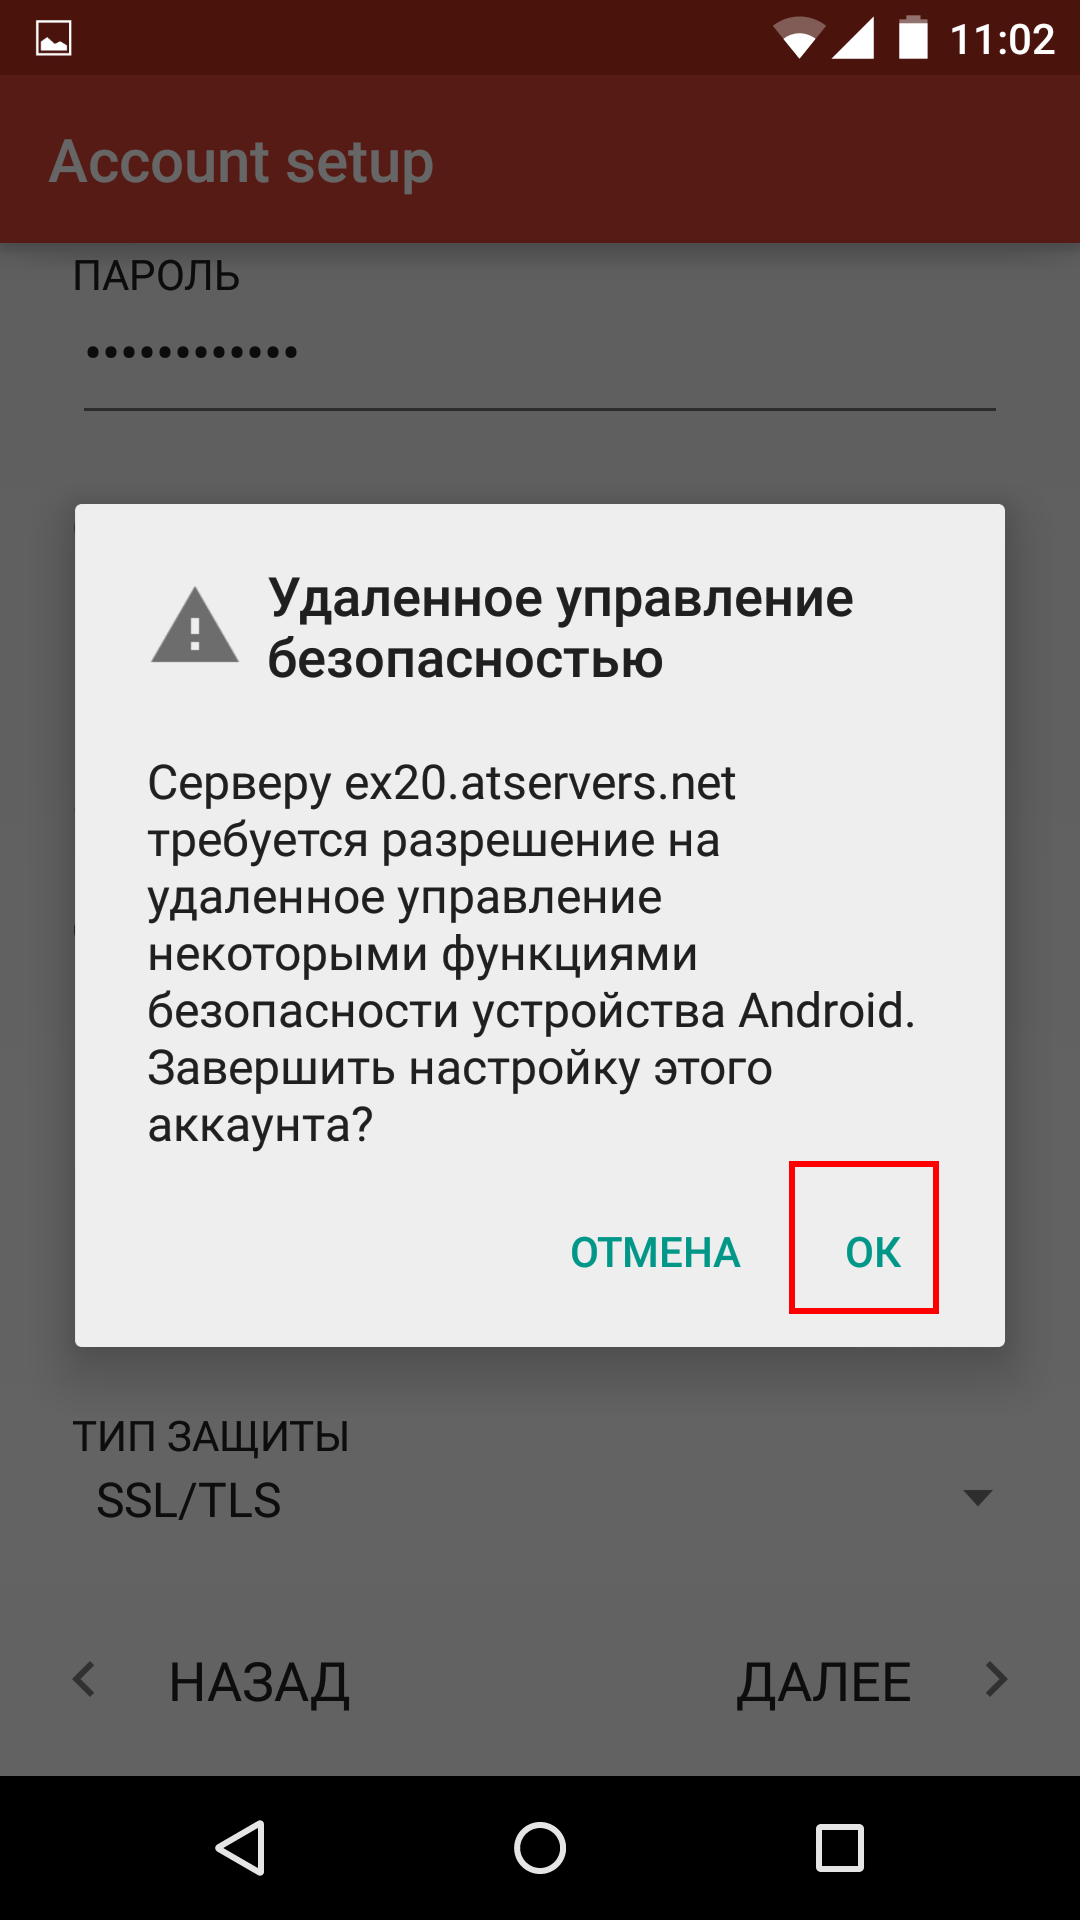 11:02
Account setup
ПАРОЛЬ
••••••••••••
Удаленное управление
безопасностью
Серверу ex20.atservers.net
требуется разрешение на
удаленное управление
некоторыми функциями
безопасности устройства Android.
Завершить настройку этого
аккаунта?
ОТМЕНА ОК
ТИП ЗАЩИТЫ
SSL/TLS
НАЗАД ДАЛЕЕ